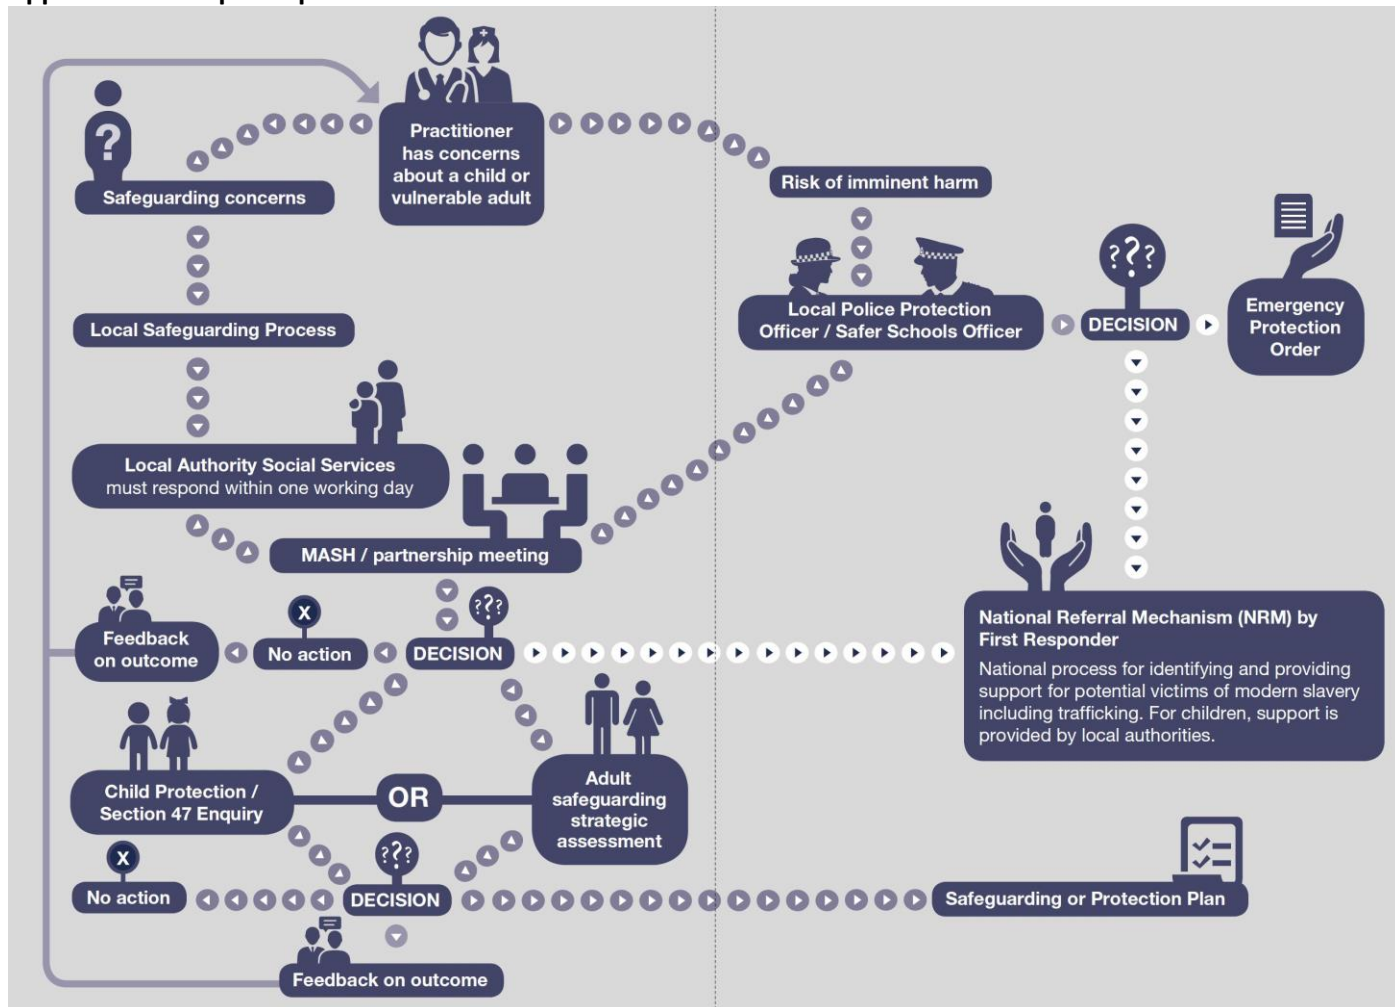 Practitioner
has concerns
about a child or
vulnerable adult
?
Safeguarding concerns
Risk of imminent harm
???
Local Safeguarding Process
Local Police Protection
Officer / Safer Schools Officer
DECISION
Emergency
Protection
Order
Local Authority Social Services
must respond within one working day
MASH / partnership meeting
X
???
Feedback
on outcome
No action
DECISION
National Referral Mechanism (NRM) by
First Responder
National process for identifying and providing
support for potential victims of modern slavery
including trafficking. For children, support is
provided by local authorities.
Child Protection /
Section 47 Enquiry
OR
Adult
safeguarding
strategic
assessment
X
???
No action
DECISION
Safeguarding or Protection Plan
Feedback on outcome